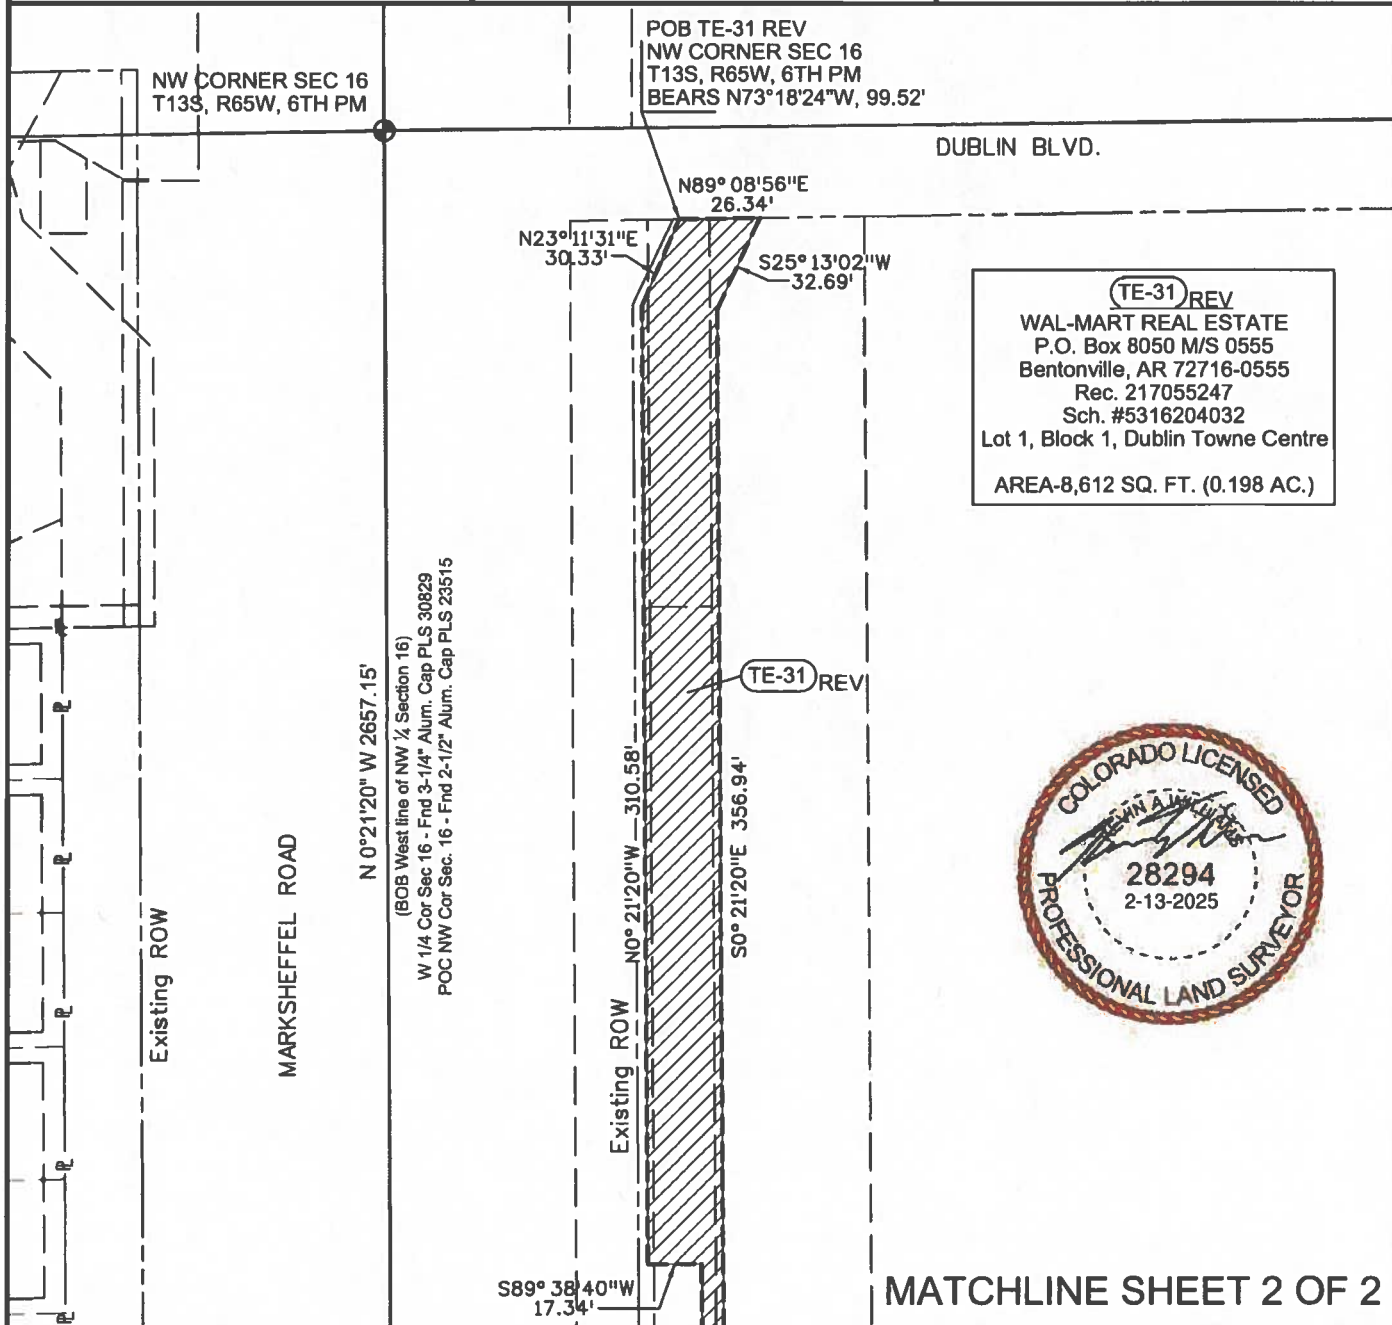 NW CORNER SEC 16
T13S, R65W, 6TH PM
POB TE-31 REV
NW CORNER SEC 16
T13S, R65W, 6TH PM
BEARS N73°18'24"W, 99.52'
DUBLIN BLVD.
N89° 08'56"E
26.34'
N23° 11'31"E
30.33'
S25° 13'02"W
32.69'
TE-31 REV
WAL-MART REAL ESTATE
P.O. Box 8050 M/S 0555
Bentonville, AR 72716-0555
Rec. 217055247
Sch. #5316204032
Lot 1, Block 1, Dublin Towne Centre
AREA-8,612 SQ. FT. (0.198 AC.)
N 0°21'20" W 2657.15'
(BOB West line of NW ¼ Section 16)
W 1/4 Cor Sec 16 - Fnd 3-1/4" Alum. Cap PLS 30829
POC NW Cor Sec. 16 - Fnd 2-1/2" Alum. Cap PLS 23515
TE-31 REV
N0° 21'20"W 310.58'
S0° 21'20"E 356.94'
MARKSHEFFEL ROAD
Existing ROW
Existing ROW
COLORADO LICENSED
KEVIN A. WILLIAMS
28294
2-13-2025
PROFESSIONAL LAND SURVEYOR
S89° 38'40"W
17.34'
MATCHLINE SHEET 2 OF 2
PL
PL
PL
PL
PL